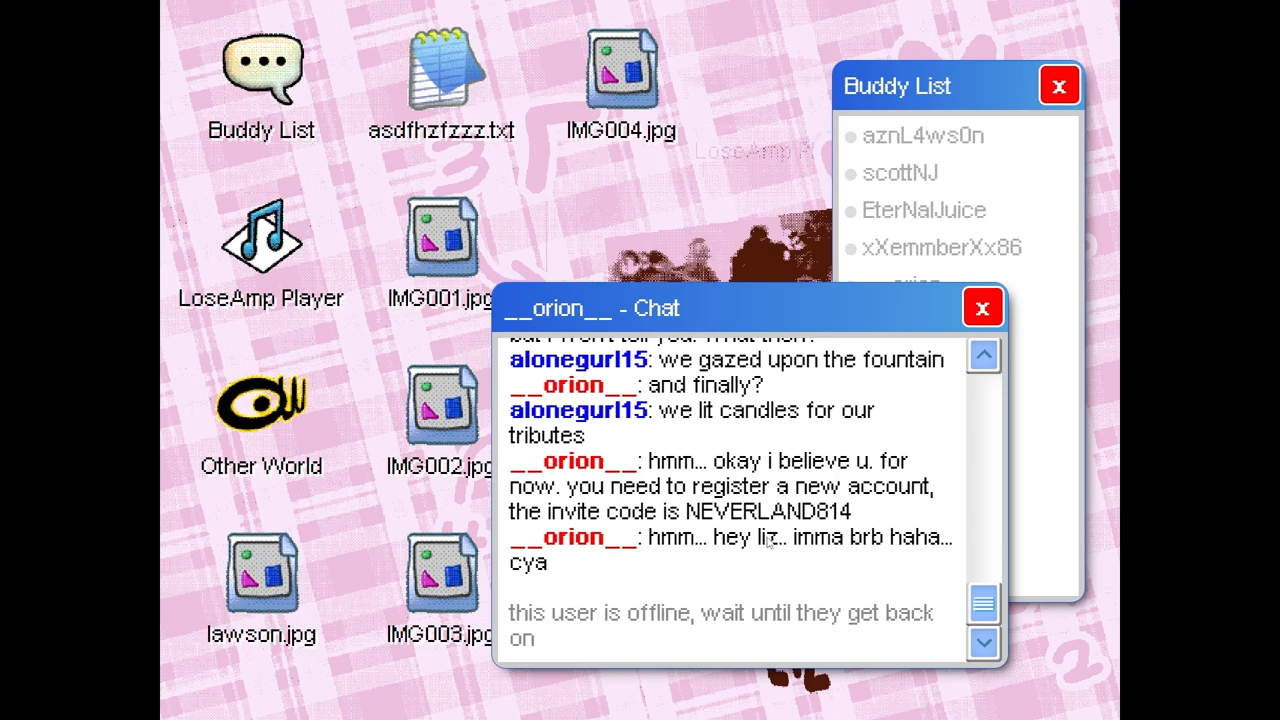 Buddy List
asdfhzfzzz.txt
IMG004.jpg
Buddy List
x
aznL4ws0n
scottNJ
EterNalJuice
xXemmberXx86
LoseAmp Player
IMG001.jpg
__orion__ - Chat
x
alonegurl15: we gazed upon the fountain
__orion__: and finally?
alonegurl15: we lit candles for our
tributes
__orion__: hmm... okay i believe u. for
now. you need to register a new account,
the invite code is NEVERLAND814
__orion__: hmm... hey liz... imma brb haha...
cya
this user is offline, wait until they get back
on
Other World
IMG002.jpg
lawson.jpg
IMG003.jpg
2